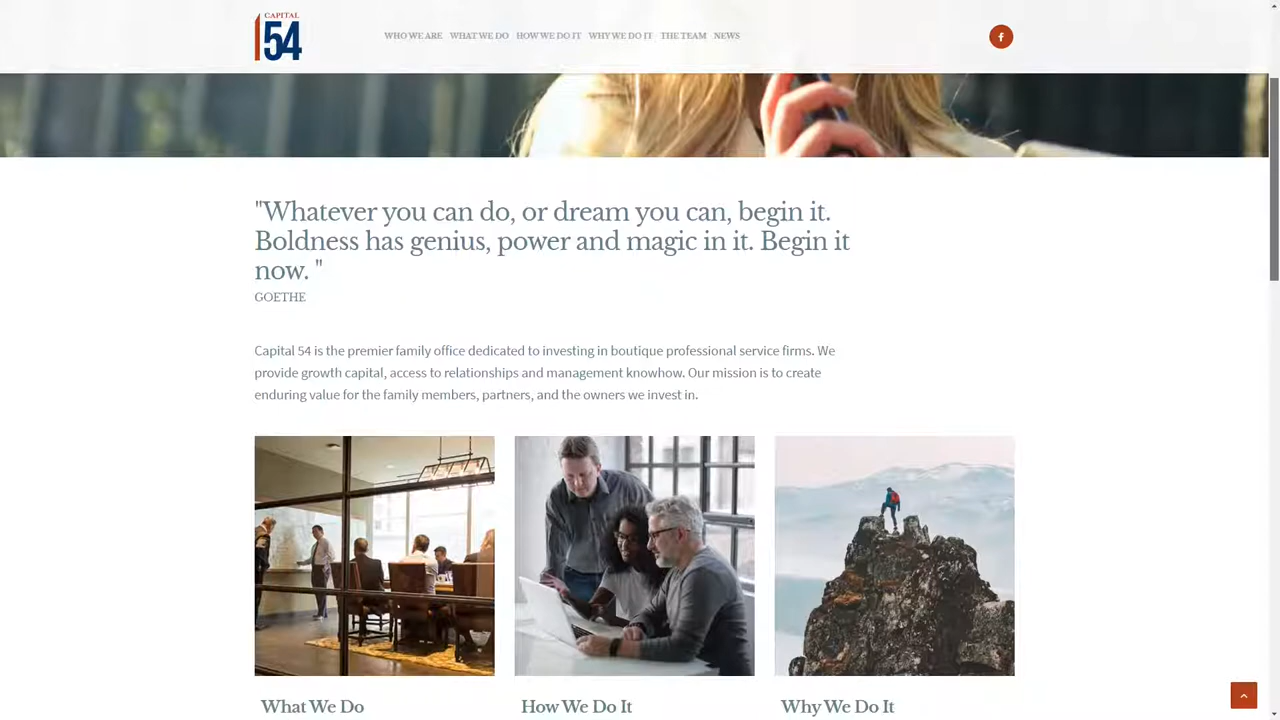 CAPITAL
54
WHO WE ARE WHAT WE DO HOW WE DO IT WHY WE DO IT THE TEAM NEWS
"Whatever you can do, or dream you can, begin it.
Boldness has genius, power and magic in it. Begin it
now. "
GOETHE
Capital 54 is the premier family office dedicated to investing in boutique professional service firms. We
provide growth capital, access to relationships and management knowhow. Our mission is to create
enduring value for the family members, partners, and the owners we invest in.
What We Do
How We Do It
Why We Do It